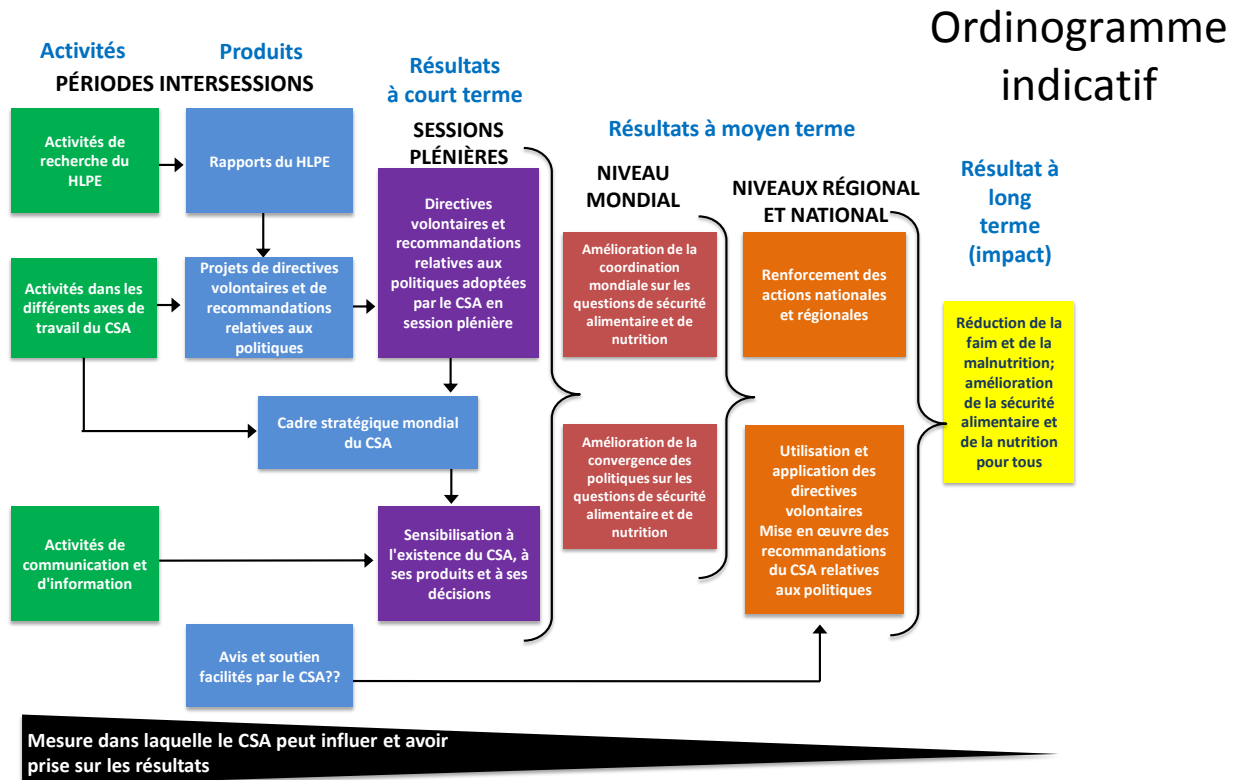 Ordinogramme
indicatif
Activités
Produits
PÉRIODES INTERSESSIONS
Résultats
à court terme
SESSIONS
PLÉNIÈRES
Résultats à moyen terme
NIVEAU
MONDIAL
NIVEAUX RÉGIONAL
ET NATIONAL
Résultat à
long
terme
(impact)
Activités de
recherche du
HLPE
Rapports du HLPE
Directives
volontaires et
recommandations
relatives aux
politiques adoptées
par le CSA en
session plénière
Activités dans les
différents axes de
travail du CSA
Projets de directives
volontaires et de
recommandations
relatives aux
politiques
Amélioration de la
coordination
mondiale sur les
questions de sécurité
alimentaire et de
nutrition
Renforcement des
actions nationales
et régionales
Réduction de la
faim et de la
malnutrition;
amélioration
de la sécurité
alimentaire et
de la nutrition
pour tous
Cadre stratégique mondial
du CSA
Amélioration de la
convergence des
politiques sur les
questions de sécurité
alimentaire et de
nutrition
Utilisation et
application des
directives
volontaires
Mise en œuvre des
recommandations
du CSA relatives
aux politiques
Activités de
communication et
d'information
Sensibilisation à
l'existence du CSA, à
ses produits et à ses
décisions
Avis et soutien
facilités par le CSA??
Mesure dans laquelle le CSA peut influer et avoir
prise sur les résultats